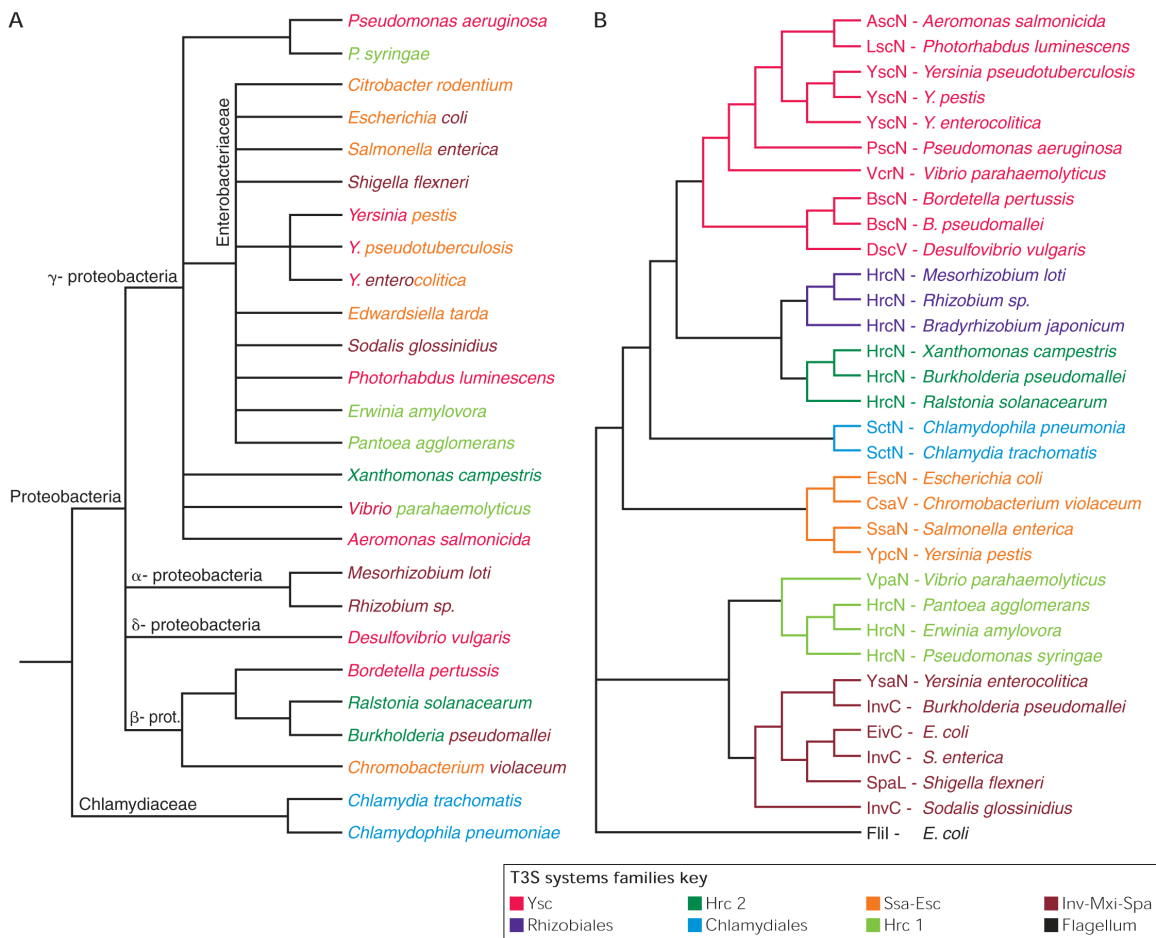 A
Pseudomonas aeruginosa
P. syringae
Citrobacter rodentium
Escherichia coli
Salmonella enterica
Shigella flexneri
Yersinia pestis
Y. pseudotuberculosis
Y. enterocolitica
Edwardsiella tarda
Sodalis glossinidius
Photorhabdus luminescens
Erwinia amylovora
Pantoea agglomerans
Xanthomonas campestris
Vibrio parahaemolyticus
Aeromonas salmonicida
Mesorhizobium loti
Rhizobium sp.
Desulfovibrio vulgaris
Bordetella pertussis
Ralstonia solanacearum
Burkholderia pseudomallei
Chromobacterium violaceum
Chlamydia trachomatis
Chlamydophila pneumoniae
Enterobacteriaceae
γ- proteobacteria
Proteobacteria
α- proteobacteria
δ- proteobacteria
β- prot.
Chlamydiaceae
B
AscN - Aeromonas salmonicida
LscN - Photorhabdus luminescens
YscN - Yersinia pseudotuberculosis
YscN - Y. pestis
YscN - Y. enterocolitica
PscN - Pseudomonas aeruginosa
VcrN - Vibrio parahaemolyticus
BscN - Bordetella pertussis
BscN - B. pseudomallei
DscV - Desulfovibrio vulgaris
HrcN - Mesorhizobium loti
HrcN - Rhizobium sp.
HrcN - Bradyrhizobium japonicum
HrcN - Xanthomonas campestris
HrcN - Burkholderia pseudomallei
HrcN - Ralstonia solanacearum
SctN - Chlamydophila pneumonia
SctN - Chlamydia trachomatis
EscN - Escherichia coli
CsaV - Chromobacterium violaceum
SsaN - Salmonella enterica
YpcN - Yersinia pestis
VpaN - Vibrio parahaemolyticus
HrcN - Pantoea agglomerans
HrcN - Erwinia amylovora
HrcN - Pseudomonas syringae
YsaN - Yersinia enterocolitica
InvC - Burkholderia pseudomallei
EivC - E. coli
InvC - S. enterica
SpaL - Shigella flexneri
InvC - Sodalis glossinidius
FliI - E. coli
T3S systems families key
Ysc Hrc 2 Ssa-Esc Inv-Mxi-Spa
Rhizobiales Chlamydiales Hrc 1 Flagellum